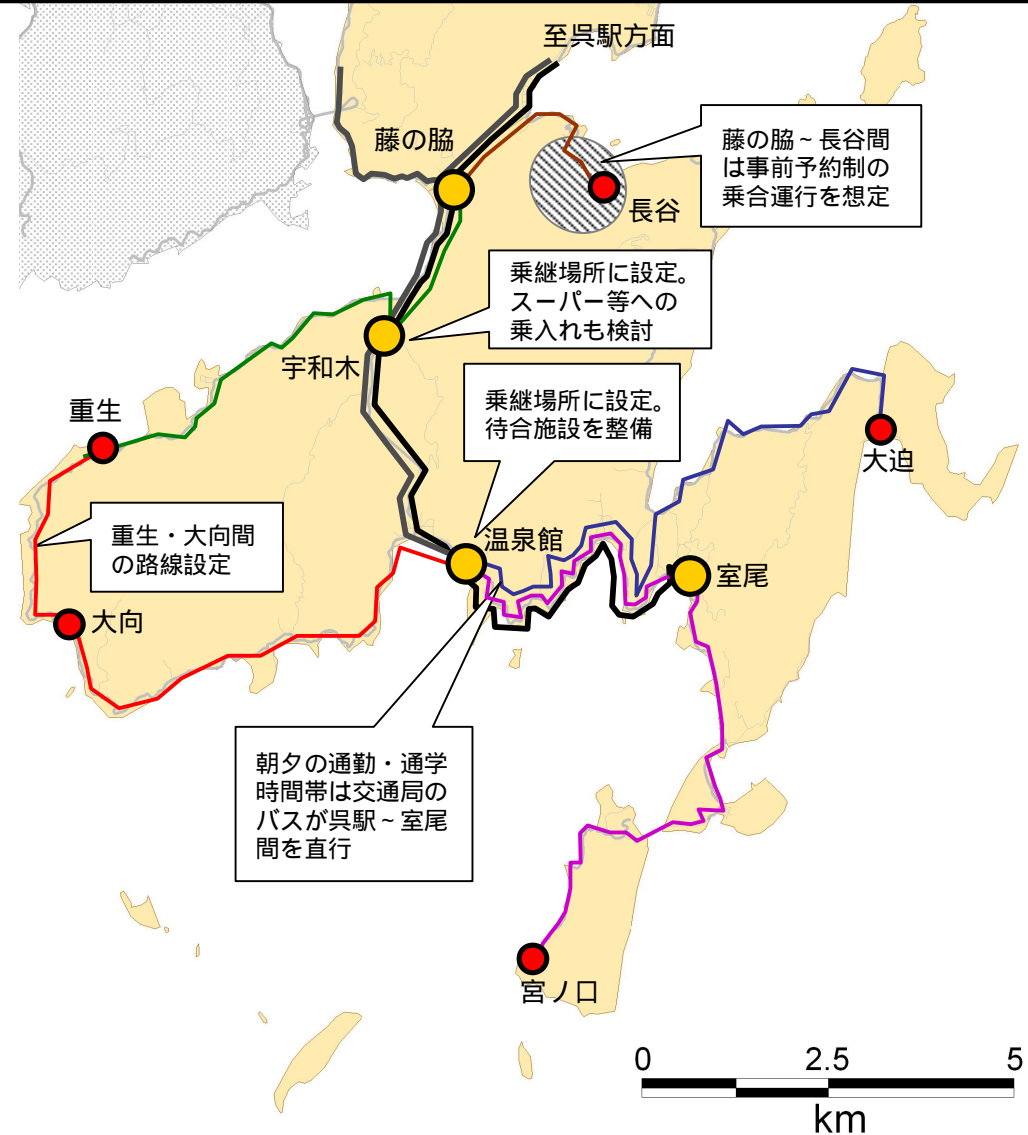 至呉駅方面
藤の脇
藤の脇~長谷間
は事前予約制の
乗合運行を想定
長谷
乗継場所に設定。
スーパー等への
乗入れも検討
宇和木
乗継場所に設定。
待合施設を整備
重生
大迫
重生・大向間
の路線設定
温泉館
室尾
大向
朝夕の通勤・通学
時間帯は交通局の
バスが呉駅~室尾
間を直行
宮ノ口
0 2.5 5
km